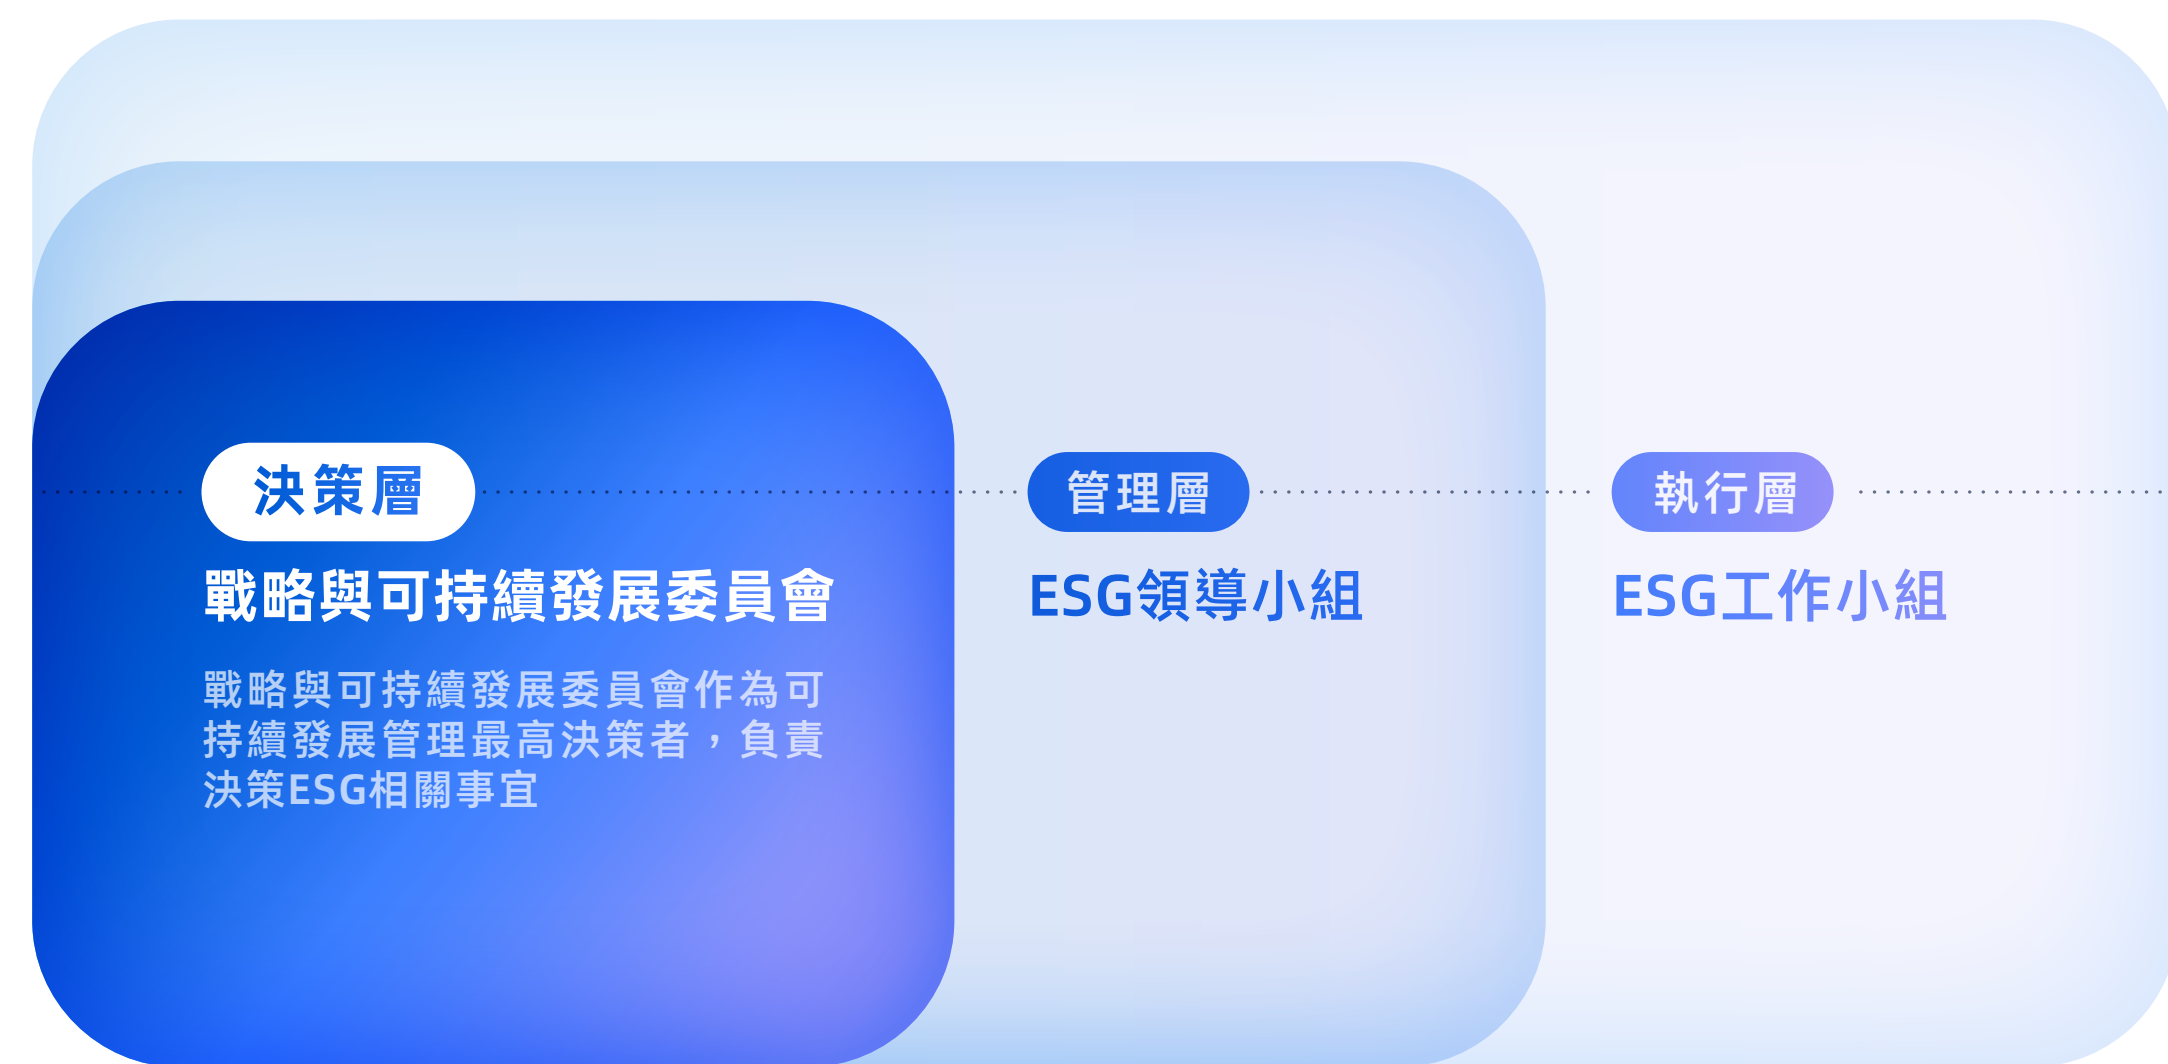 決策層
戰略與可持續發展委員會
戰略與可持續發展委員會作為可
持續發展管理最高決策者，負責
決策ESG相關事宜
管理層
ESG領導小組
執行層
ESG工作小組